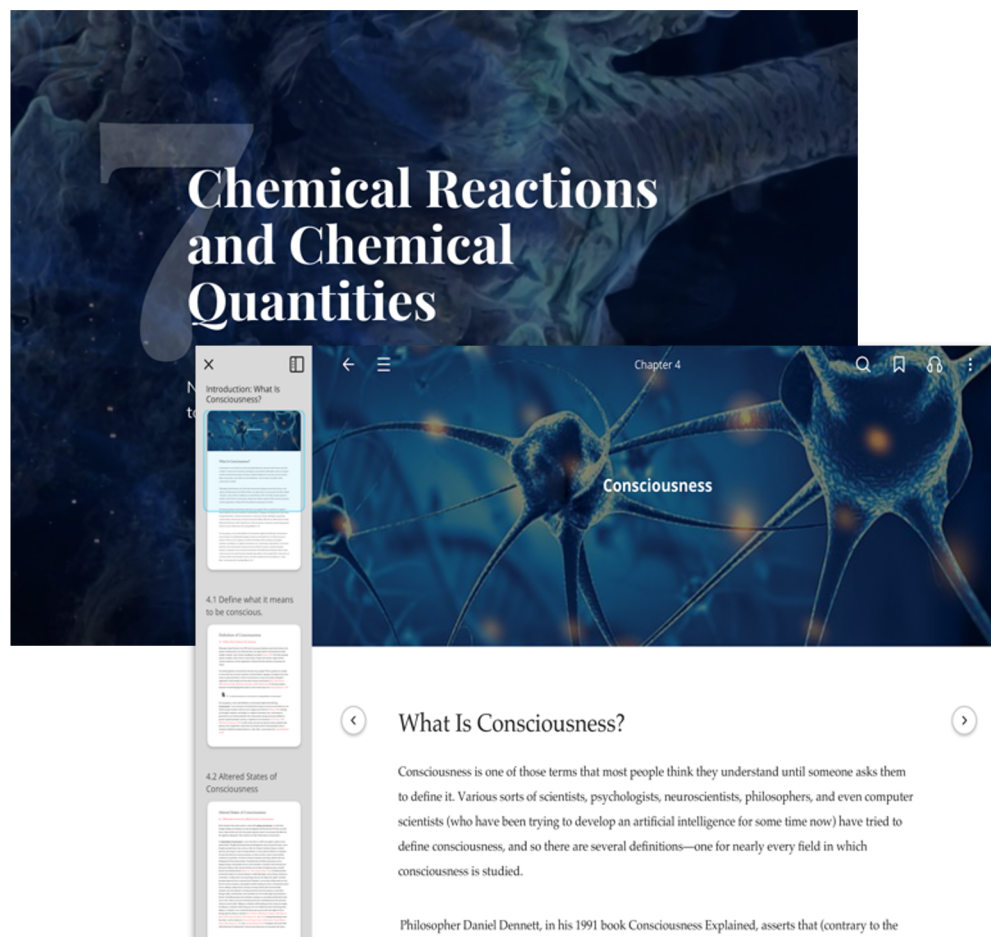 7
Chemical Reactions
and Chemical
Quantities
N
to
Introduction: What is
Consciousness?
4.1 Define what it means
to be conscious.
4.2 Altered States of
Consciousness
Chapter 4
Consciousness
What Is Consciousness?
Consciousness is one of those terms that most people think they understand until someone asks them
to define it. Various sorts of scientists, psychologists, neuroscientists, philosophers, and even computer
scientists (who have been trying to develop an artificial intelligence for some time now) have tried to
define consciousness, and so there are several definitions—one for nearly every field in which
consciousness is studied.
Philosopher Daniel Dennett, in his 1991 book Consciousness Explained, asserts that (contrary to the